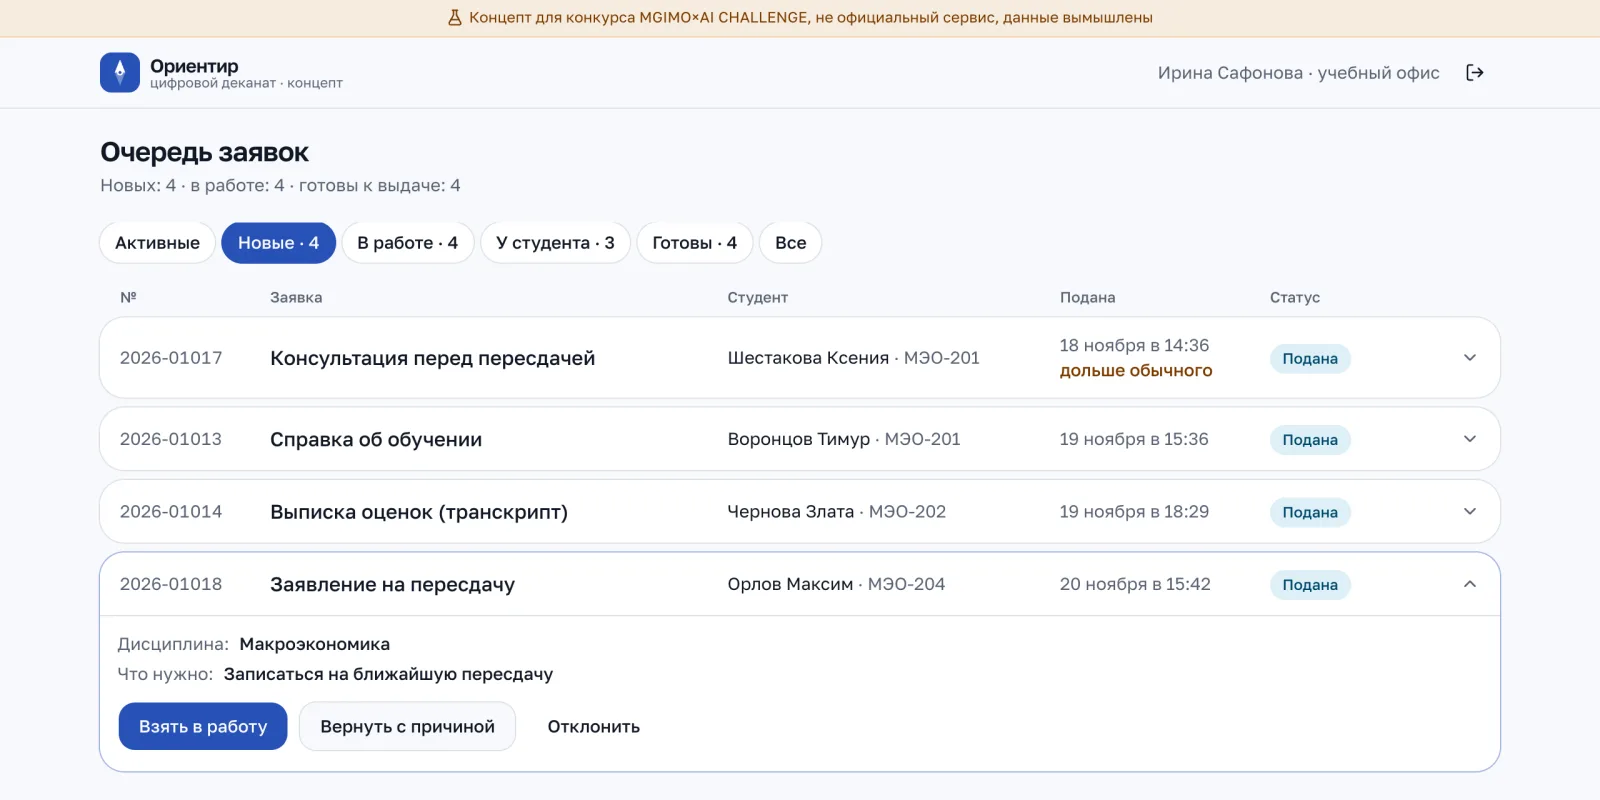 Концепт для конкурса MGIMO×AI CHALLENGE, не официальный сервис, данные вымышлены
Ориентир
цифровой деканат · концепт
Ирина Сафонова · учебный офис
Очередь заявок
Новых: 4 · в работе: 4 · готовы к выдаче: 4
Активные Новые · 4 В работе · 4 У студента · 3 Готовы · 4 Все
№ Заявка Студент Подана Статус
2026-01017 Консультация перед пересдачей Шестакова Ксения · МЭО-201 18 ноября в 14:36 Подана
дольше обычного
2026-01013 Справка об обучении Воронцов Тимур · МЭО-201 19 ноября в 15:36 Подана
2026-01014 Выписка оценок (транскрипт) Чернова Злата · МЭО-202 19 ноября в 18:29 Подана
2026-01018 Заявление на пересдачу Орлов Максим · МЭО-204 20 ноября в 15:42 Подана
Дисциплина: Макроэкономика
Что нужно: Записаться на ближайшую пересдачу
Взять в работу Вернуть с причиной Отклонить